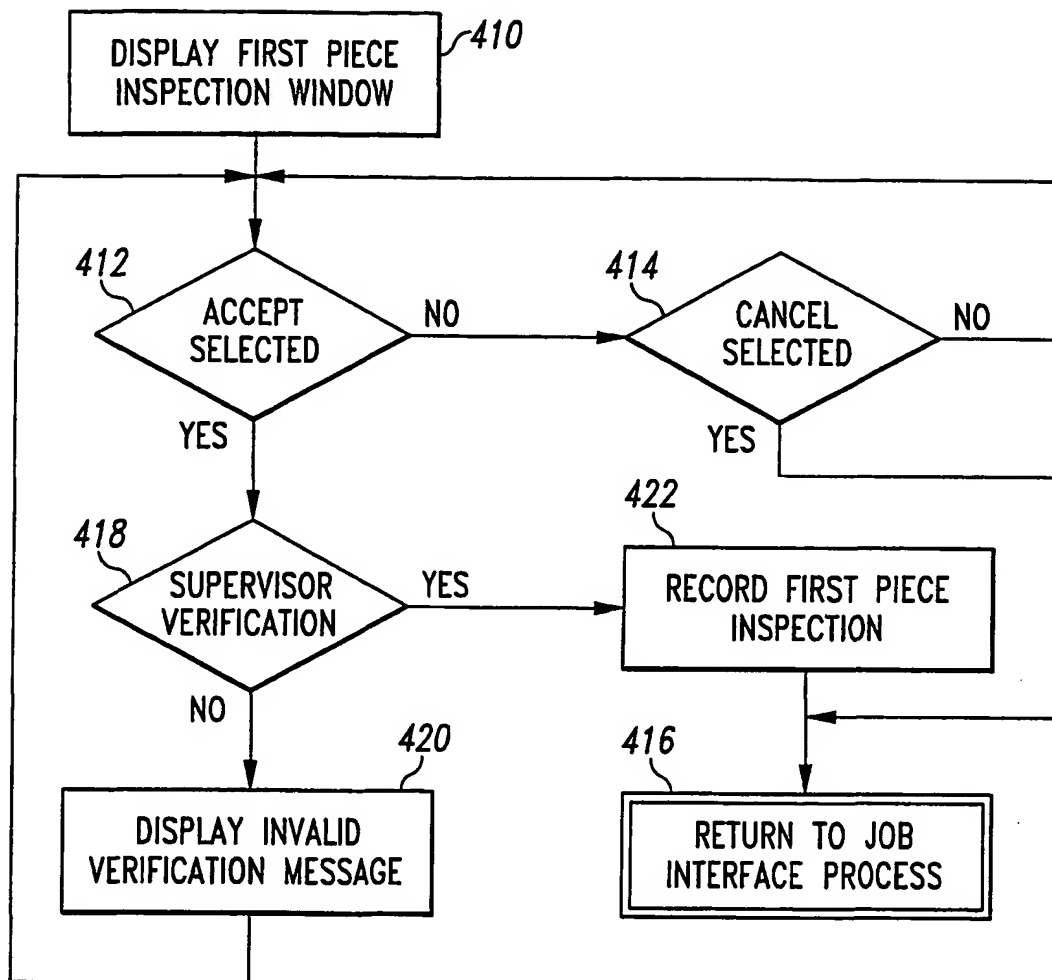 410
DISPLAY FIRST PIECE
INSPECTION WINDOW
412
ACCEPT
SELECTED
NO
YES
414
CANCEL
SELECTED
NO
YES
418
SUPERVISOR
VERIFICATION
YES
NO
422
RECORD FIRST PIECE
INSPECTION
420
DISPLAY INVALID
VERIFICATION MESSAGE
416
RETURN TO JOB
INTERFACE PROCESS